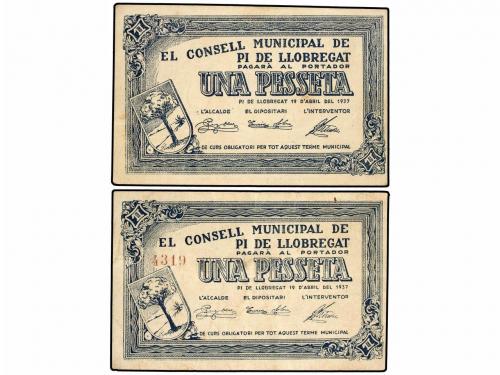 EL CONSELL MUNICIPAL DE
PI DE LLOBREGAT
PAGARÀ AL PORTADOR
UNA PESSETA
PI DE LLOBREGAT 19 D'ABRIL DEL 1937
L'ALCALDE EL DIPOSITARI L'INTERVENTOR
DE CURS OBLIGATORI PER TOT AQUEST TERME MUNICIPAL
EL CONSELL MUNICIPAL DE
PI DE LLOBREGAT
PAGARÀ AL PORTADOR
4319
UNA PESSETA
PI DE LLOBREGAT 19 D'ABRIL DEL 1937
L'ALCALDE EL DIPOSITARI L'INTERVENTOR
DE CURS OBLIGATORI PER TOT AQUEST TERME MUNICIPAL